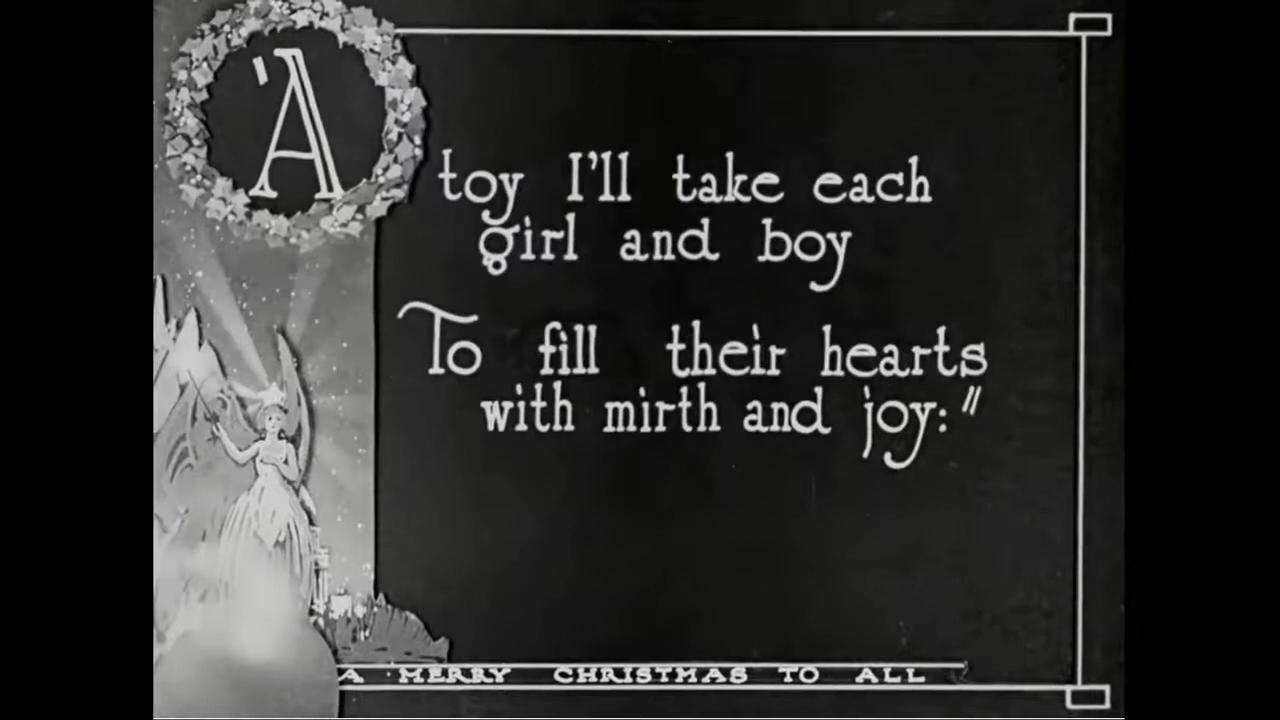 'A toy I'll take each
girl and boy
To fill their hearts
with mirth and joy:"
A MERRY CHRISTMAS TO ALL